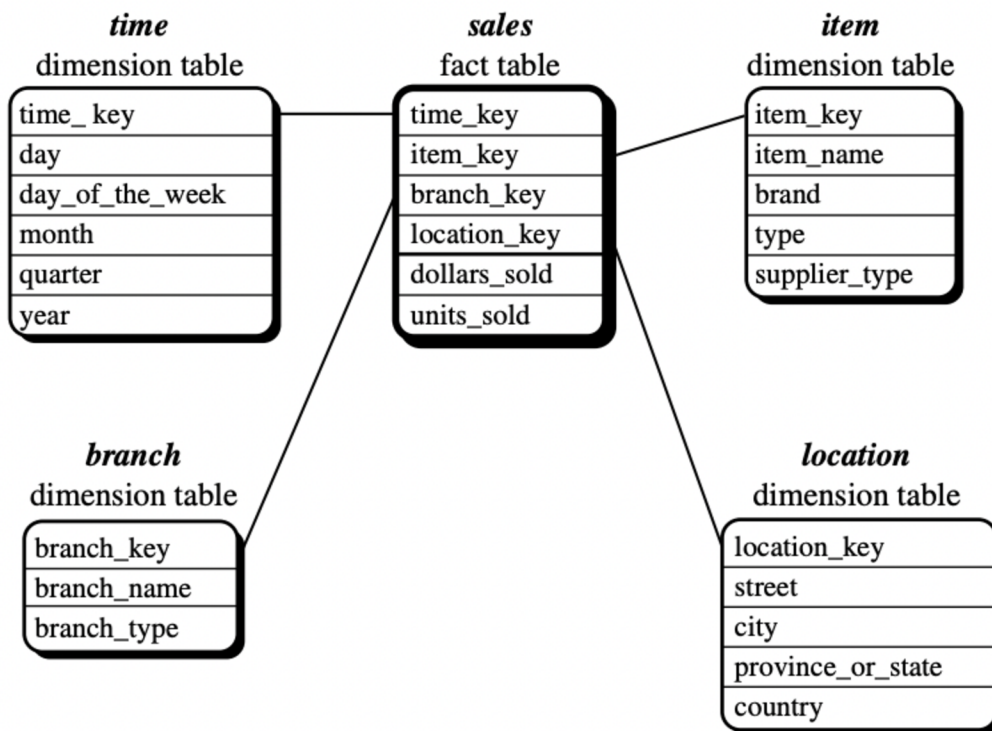 time
dimension table
time_ key
day
day_of_the_week
month
quarter
year
sales
fact table
time_key
item_key
branch_key
location_key
dollars_sold
units_sold
item
dimension table
item_key
item_name
brand
type
supplier_type
branch
dimension table
branch_key
branch_name
branch_type
location
dimension table
location_key
street
city
province_or_state
country